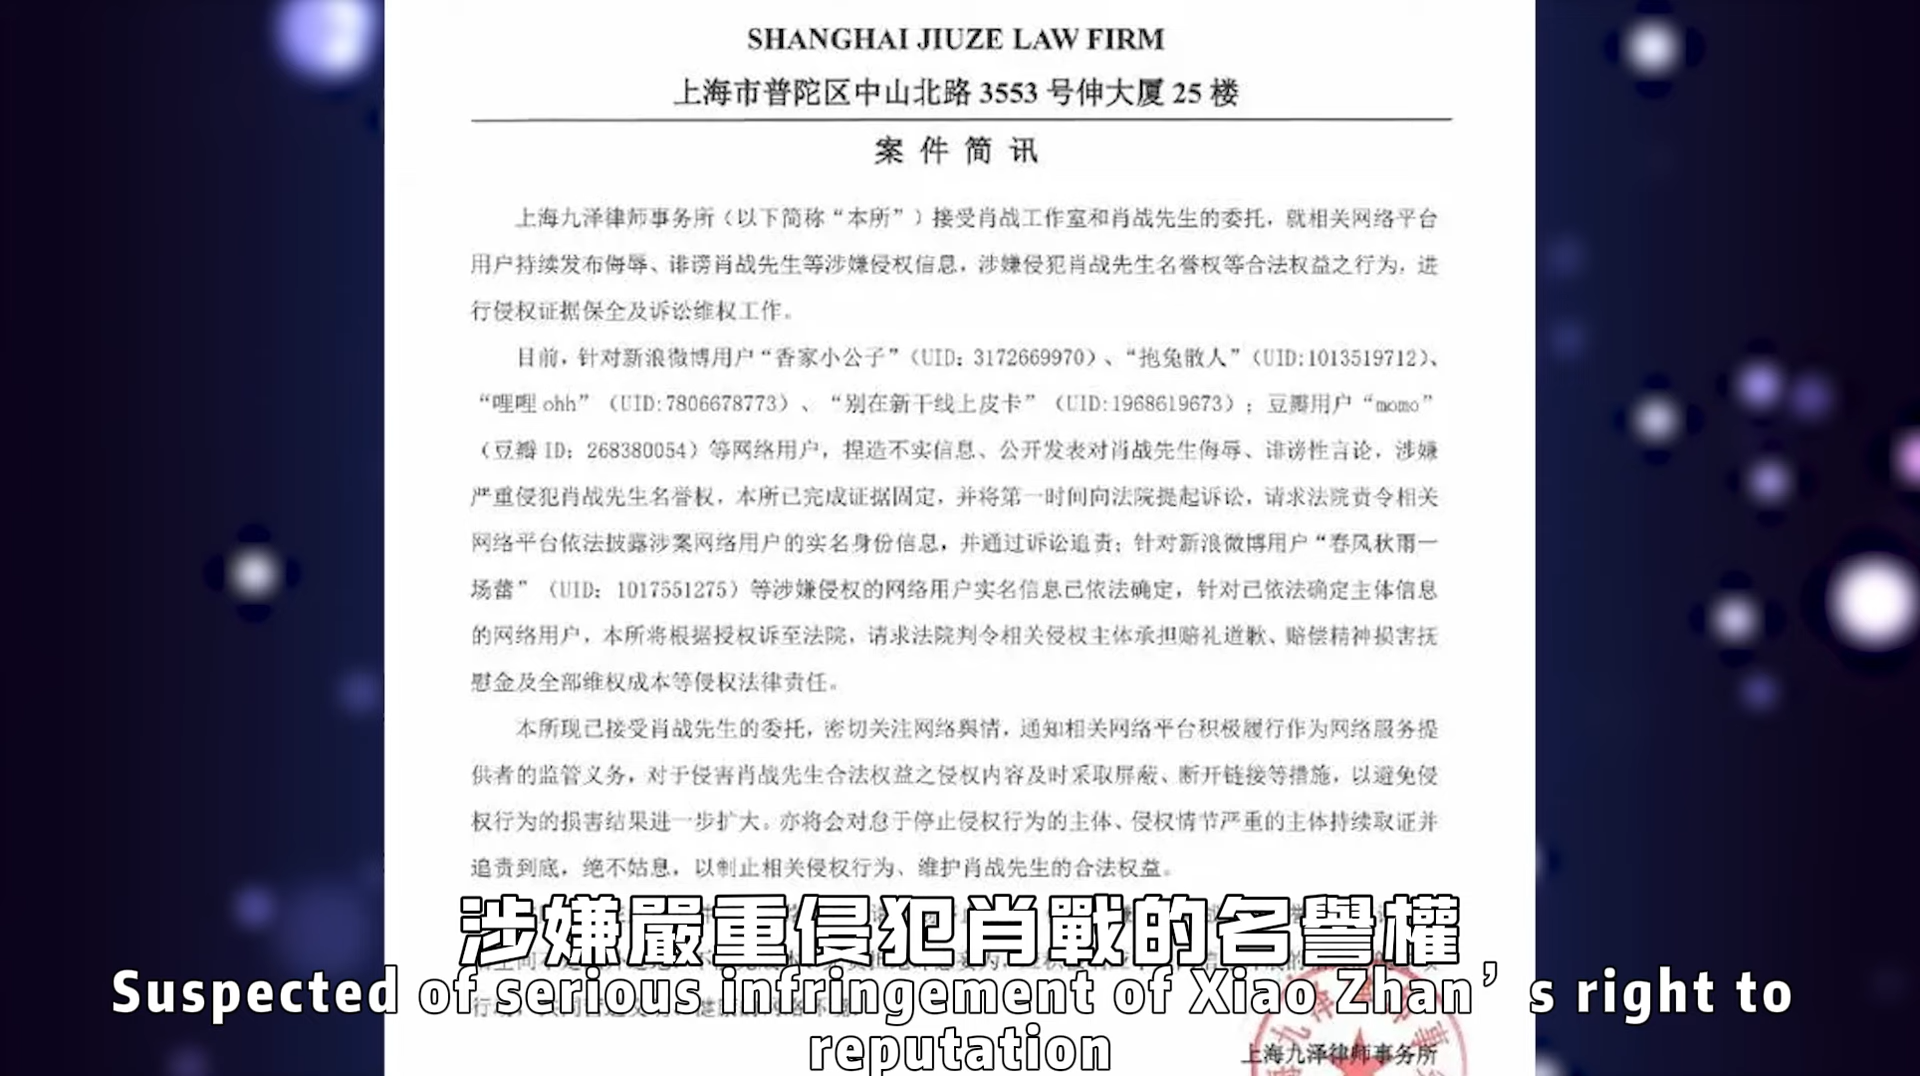 SHANGHAI JIUZE LAW FIRM
上海市普陀区中山北路 3553 号伸大厦 25 楼
案 件 简 讯
上海九泽律师事务所（以下简称“本所”）接受肖战工作室和肖战先生的委托，就相关网络平台
用户持续发布侮辱、诽谤肖战先生等涉嫌侵权信息，涉嫌侵犯肖战先生名誉权等合法权益之行为，进
行侵权证据保全及诉讼维权工作。
目前，针对新浪微博用户“香家小公子”（UID：3172669970）、“抱兔散人”（UID:1013519712）、
“哩哩 ohh”（UID:7806678773）、“别在新干线上皮卡”（UID:1968619673）；豆瓣用户“momo”
（豆瓣 ID：268380054）等网络用户，捏造不实信息、公开发表对肖战先生侮辱、诽谤性言论，涉嫌
严重侵犯肖战先生名誉权，本所已完成证据固定，并将第一时间向法院提起诉讼，请求法院责令相关
网络平台依法披露涉案网络用户的实名身份信息，并通过诉讼追责；针对新浪微博用户“春风秋雨一
场蕾”（UID：1017551275）等涉嫌侵权的网络用户实名信息已依法确定，针对已依法确定主体信息
的网络用户，本所将根据授权诉至法院，请求法院判令相关侵权主体承担赔礼道歉、赔偿精神损害抚
慰金及全部维权成本等侵权法律责任。
本所现已接受肖战先生的委托，密切关注网络舆情，通知相关网络平台积极履行作为网络服务提
供者的监管义务，对于侵害肖战先生合法权益之侵权内容及时采取屏蔽、断开链接等措施，以避免侵
权行为的损害结果进一步扩大。亦将会对怠于停止侵权行为的主体、侵权情节严重的主体持续取证并
追责到底，绝不姑息，以制止相关侵权行为、维护肖战先生的合法权益。
涉嫌嚴重侵犯肖戰的名譽權
Suspected of serious infringement of Xiao Zhan’s right to
reputation
上海九泽律师事务所